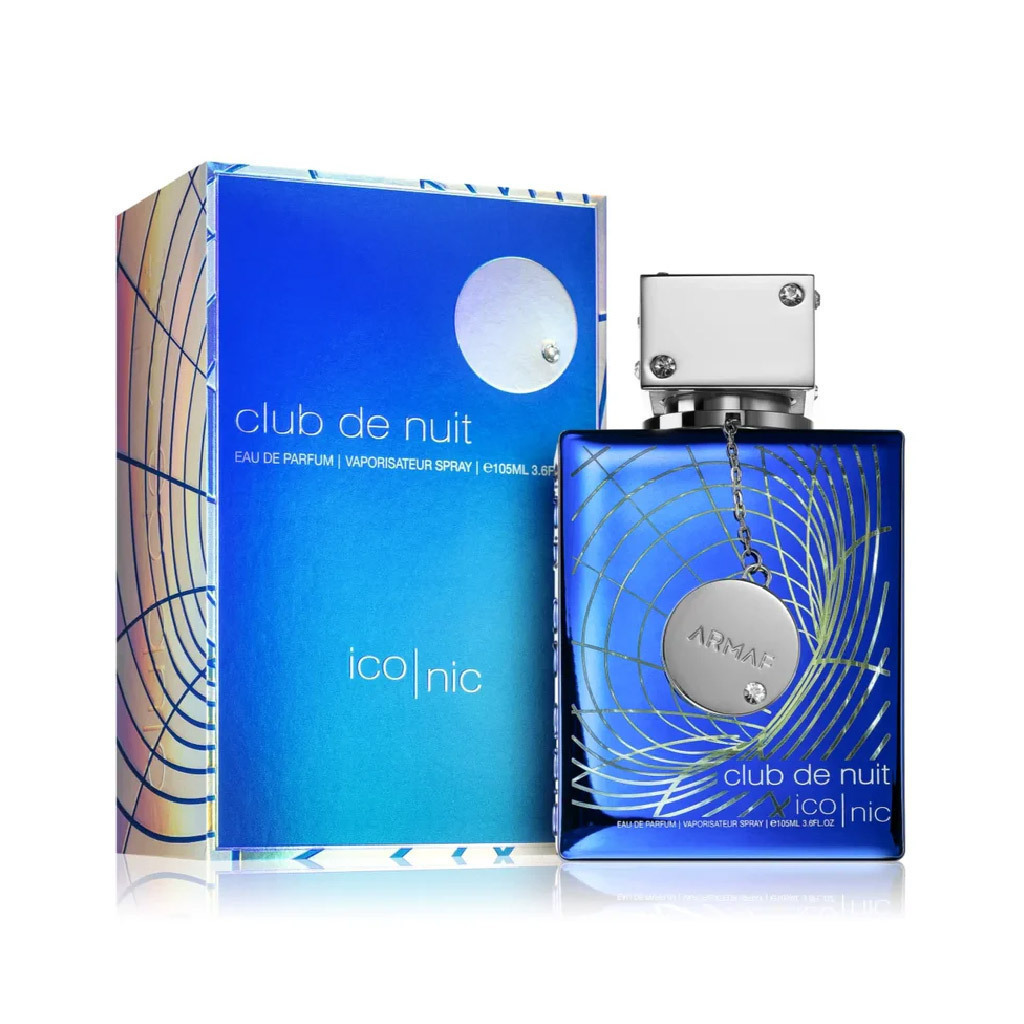 club de nuit
EAU DE PARFUM | VAPORISATEUR SPRAY | ℮105ML 3.6F
ico|nic
ARMAF
club de nuit
ico|nic
EAU DE PARFUM | VAPORISATEUR SPRAY | ℮105ML 3.6FL.OZ